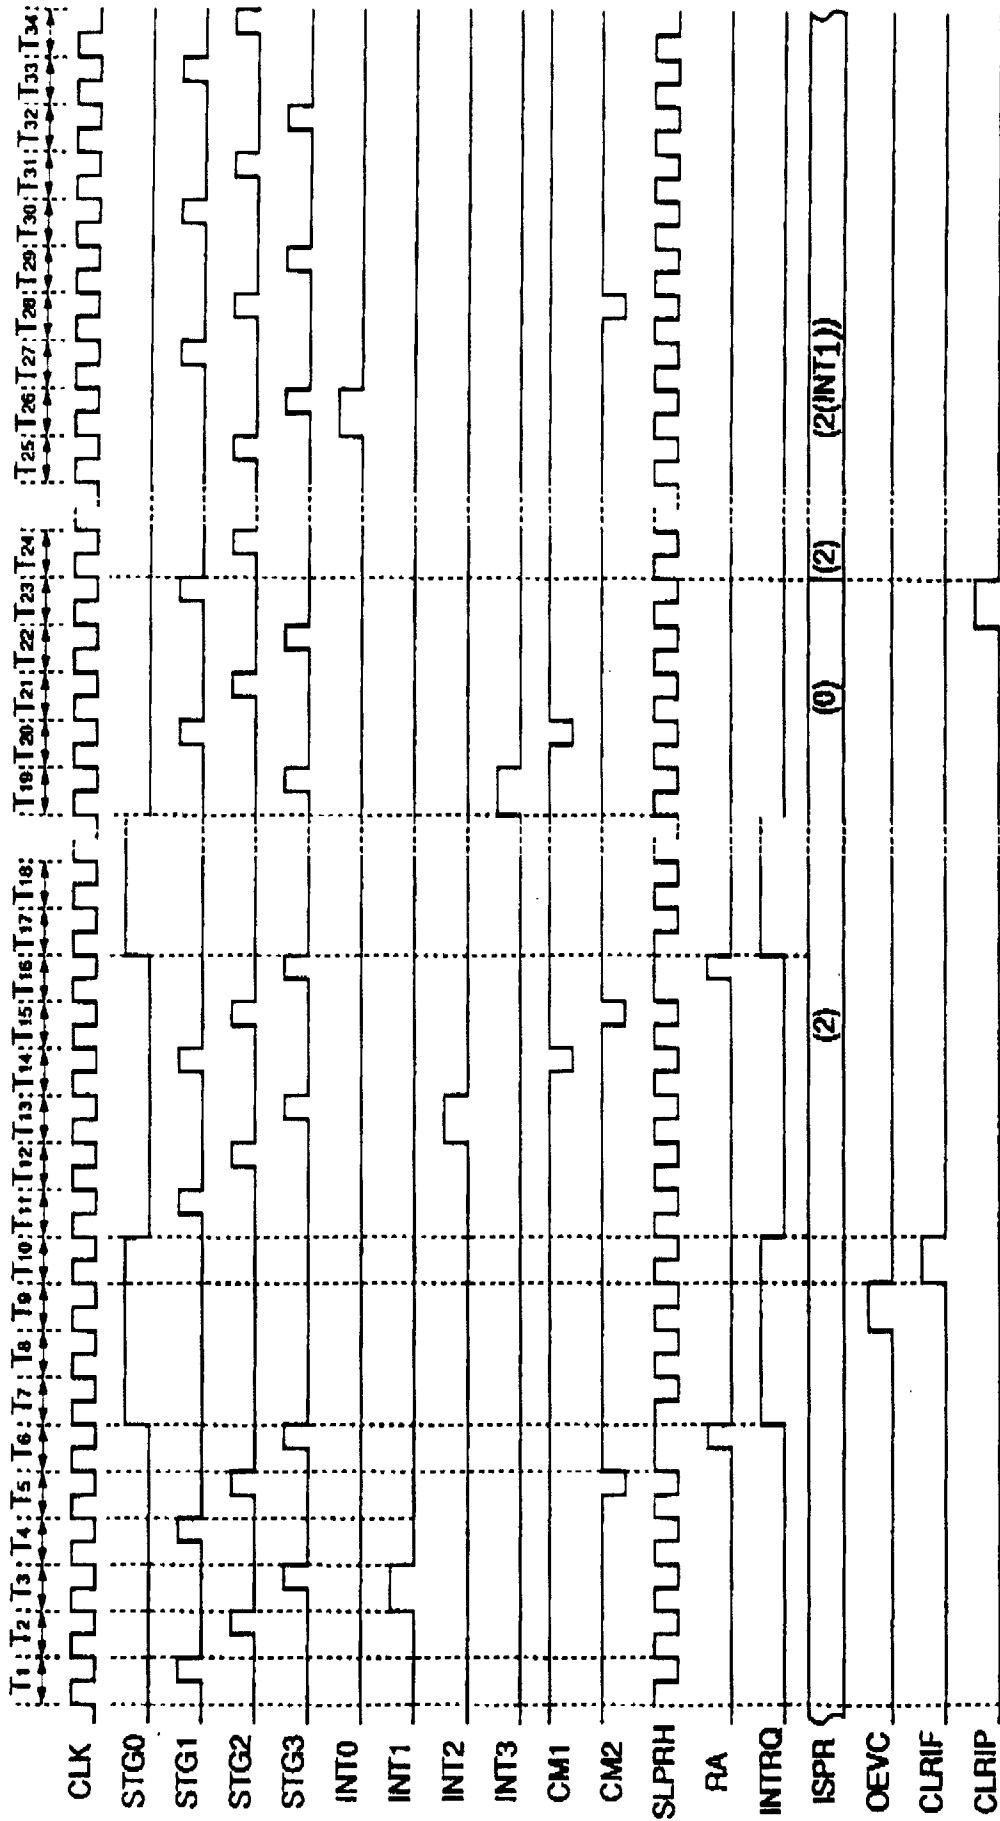 T1 T2 T3 T4 T5 T6 T7 T8 T9 T10 T11 T12 T13 T14 T15 T16 T17 T18 T19 T20 T21 T22 T23 T24 T25 T26 T27 T28 T29 T30 T31 T32 T33 T34
CLK
STG0
STG1
STG2
STG3
INT0
INT1
INT2
INT3
CM1
CM2
SLPRH
RA
INTRQ
ISPR (2) (0) (2) (2(INT1))
OEVC
CLRIF
CLRIP